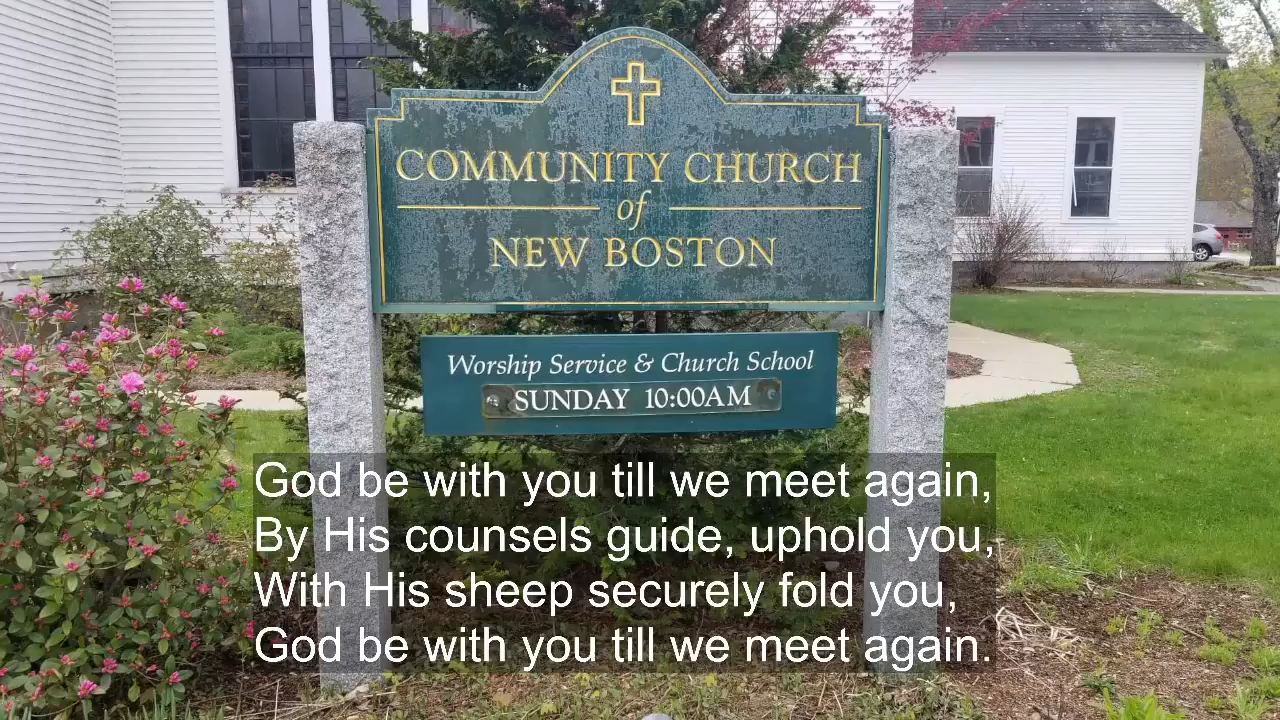 COMMUNITY CHURCH
of
NEW BOSTON
Worship Service & Church School
SUNDAY 10:00AM
God be with you till we meet again,
By His counsels guide, uphold you,
With His sheep securely fold you,
God be with you till we meet again.